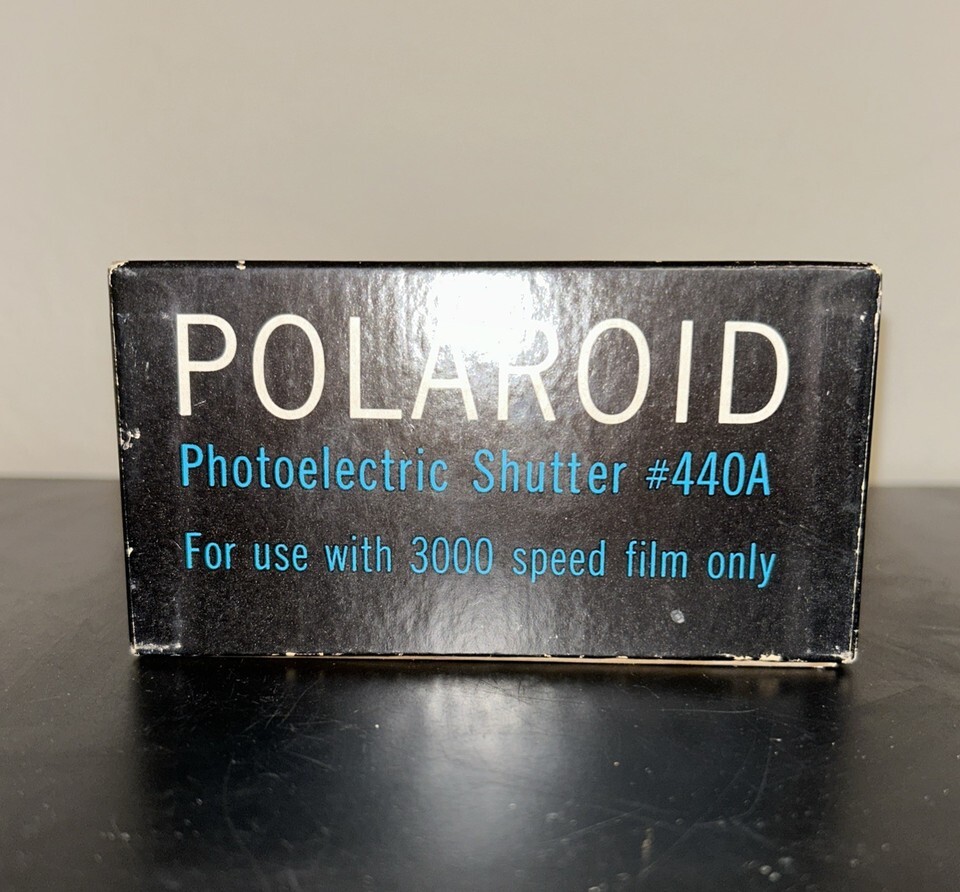 POLAROID
Photoelectric Shutter #440A
For use with 3000 speed film only